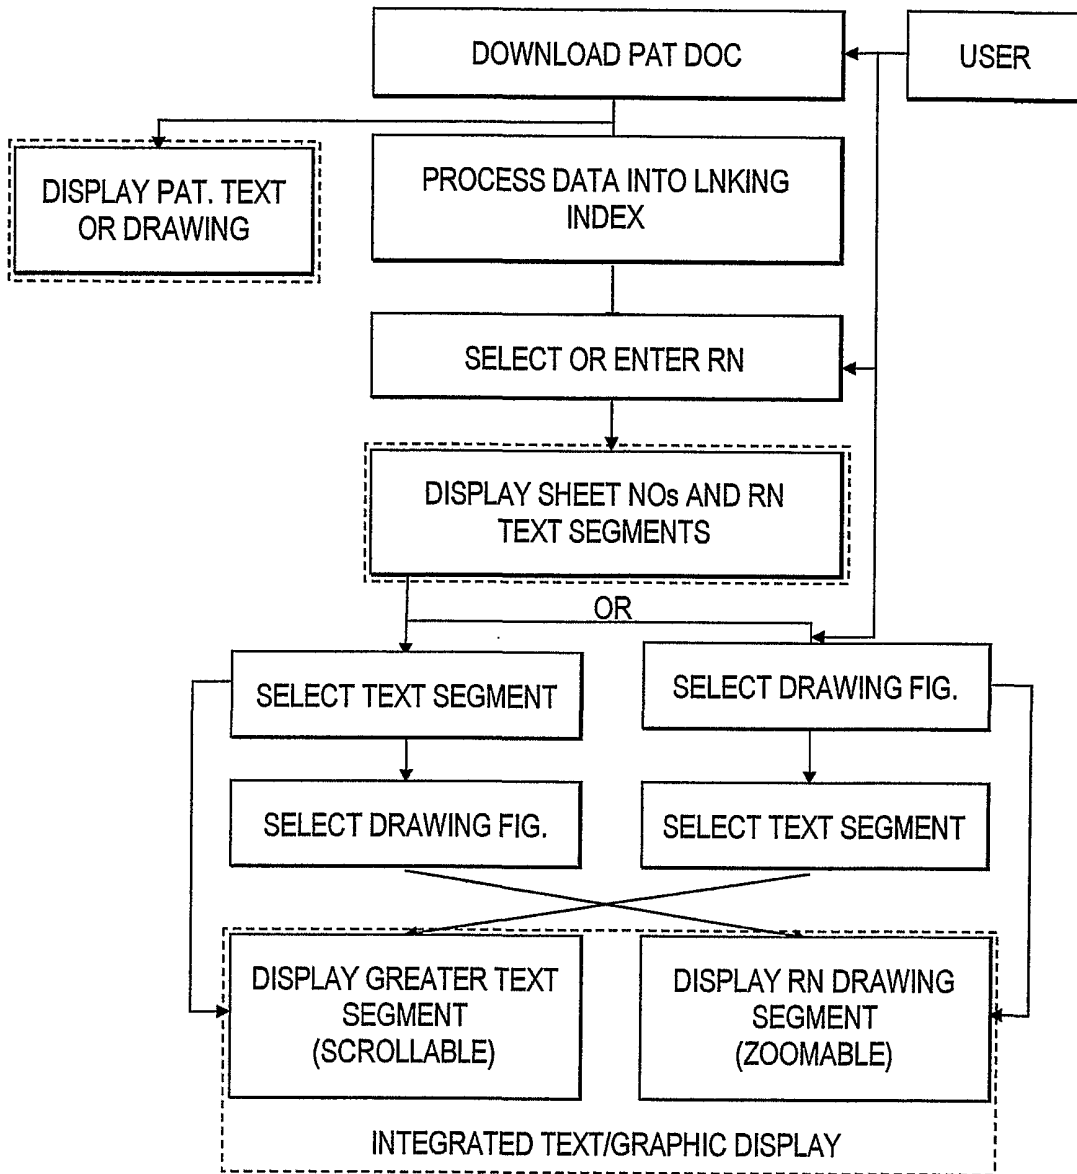 DOWNLOAD PAT DOC
USER
DISPLAY PAT. TEXT
OR DRAWING
PROCESS DATA INTO LNKING
INDEX
SELECT OR ENTER RN
DISPLAY SHEET NOs AND RN
TEXT SEGMENTS
OR
SELECT TEXT SEGMENT
SELECT DRAWING FIG.
SELECT DRAWING FIG.
SELECT TEXT SEGMENT
DISPLAY GREATER TEXT
SEGMENT
(SCROLLABLE)
DISPLAY RN DRAWING
SEGMENT
(ZOOMABLE)
INTEGRATED TEXT/GRAPHIC DISPLAY